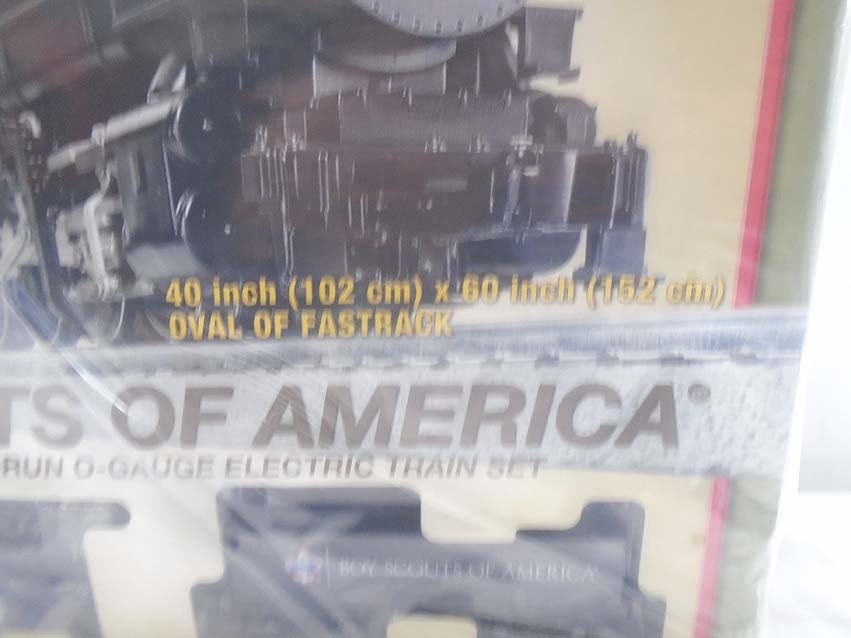 40 inch (102 cm) x 60 inch (152 cm)
OVAL OF FASTRACK
TS OF AMERICA®
RUN O-GAUGE ELECTRIC TRAIN SET
BOY SCOUTS OF AMERICA